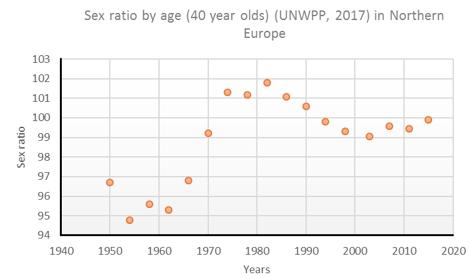 Sex ratio by age (40 year olds) (UNWPP, 2017) in Northern
Europe
103
102
101
100
99
98
97
96
95
94
Sex ratio
1940 1950 1960 1970 1980 1990 2000 2010 2020
Years